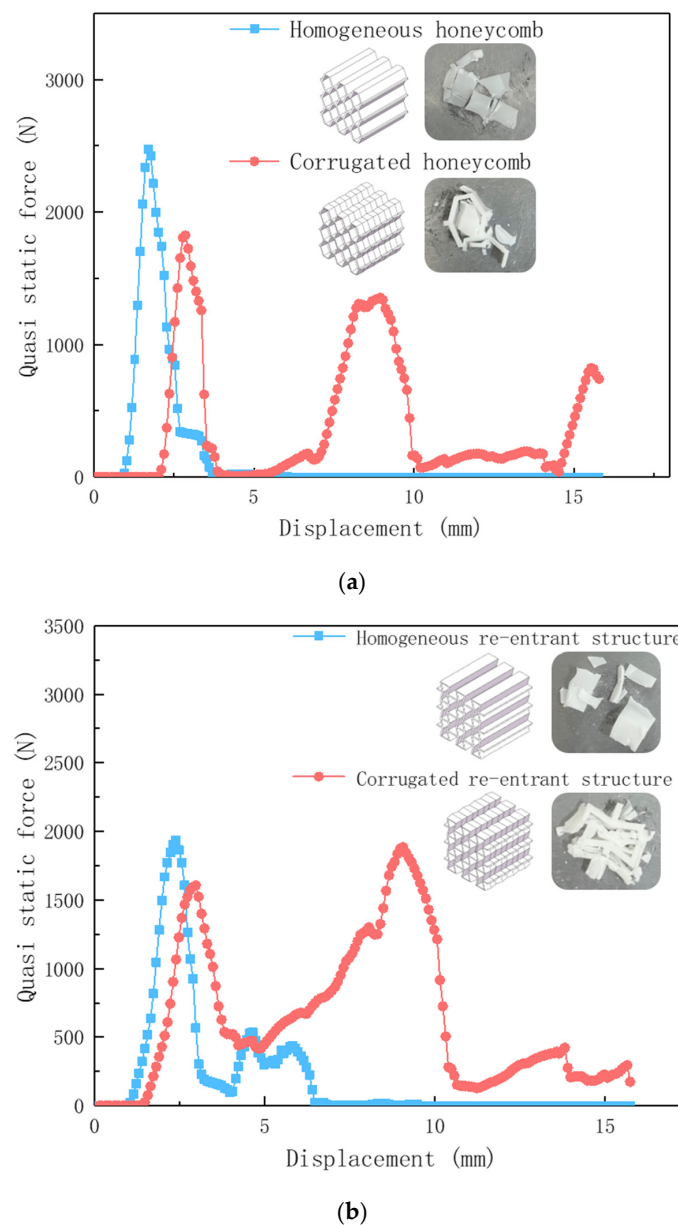 Homogeneous honeycomb
Corrugated honeycomb
Quasi static force (N)
3000
2000
1000
0
0
5
10
15
Displacement (mm)
(a)
Homogeneous re-entrant structure
Corrugated re-entrant structure
Quasi static force (N)
3500
3000
2500
2000
1500
1000
500
0
0
5
10
15
Displacement (mm)
(b)